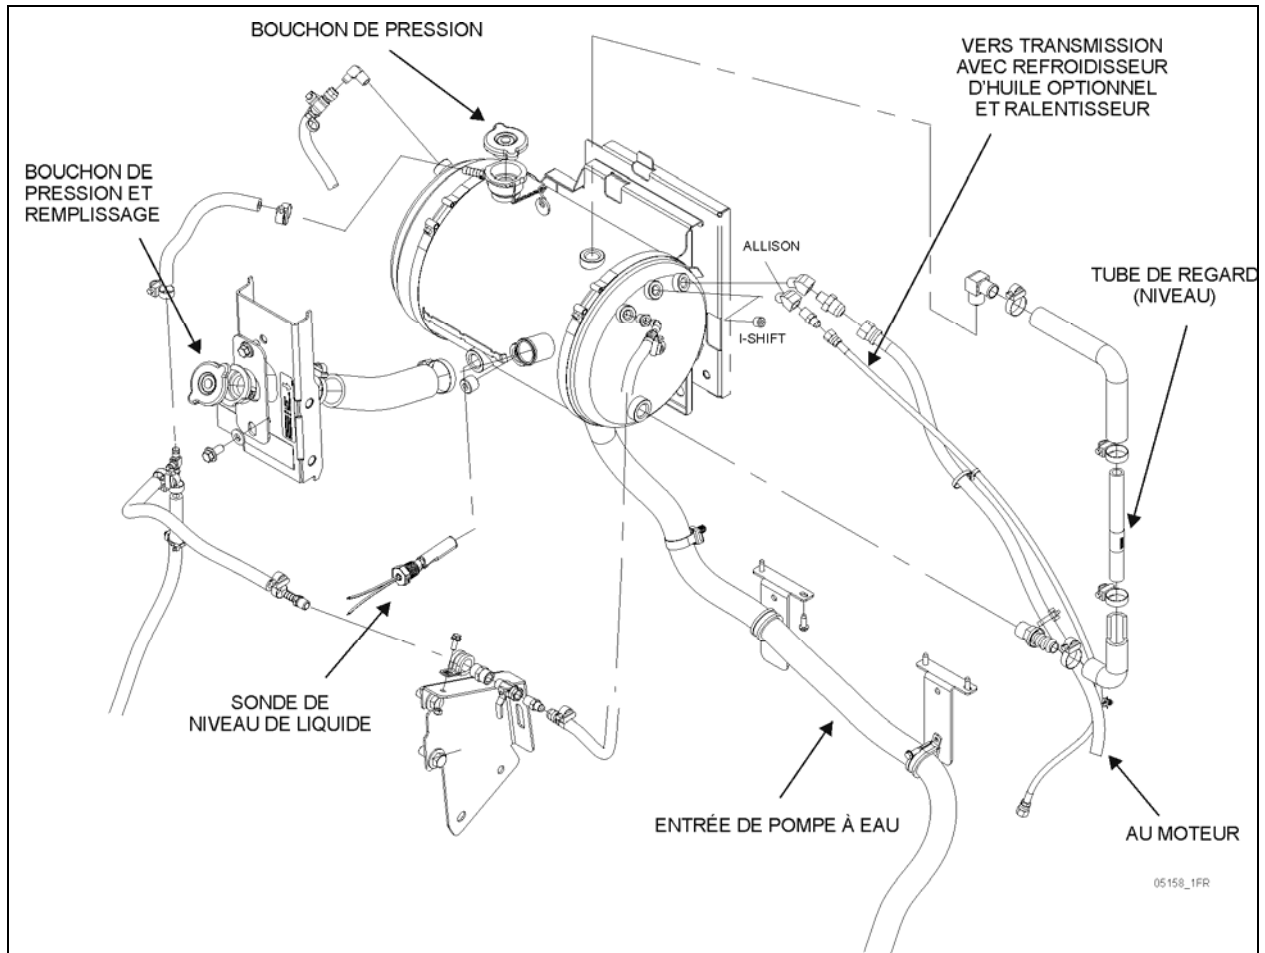 BOUCHON DE PRESSION
VERS TRANSMISSION
AVEC REFROIDISSEUR
D'HUILE OPTIONNEL
ET RALENTISSEUR
BOUCHON DE
PRESSION ET
REMPLISSAGE
ALLISON
TUBE DE REGARD
(NIVEAU)
I-SHIFT
SONDE DE
NIVEAU DE LIQUIDE
ENTRÉE DE POMPE À EAU
AU MOTEUR
05158_1FR